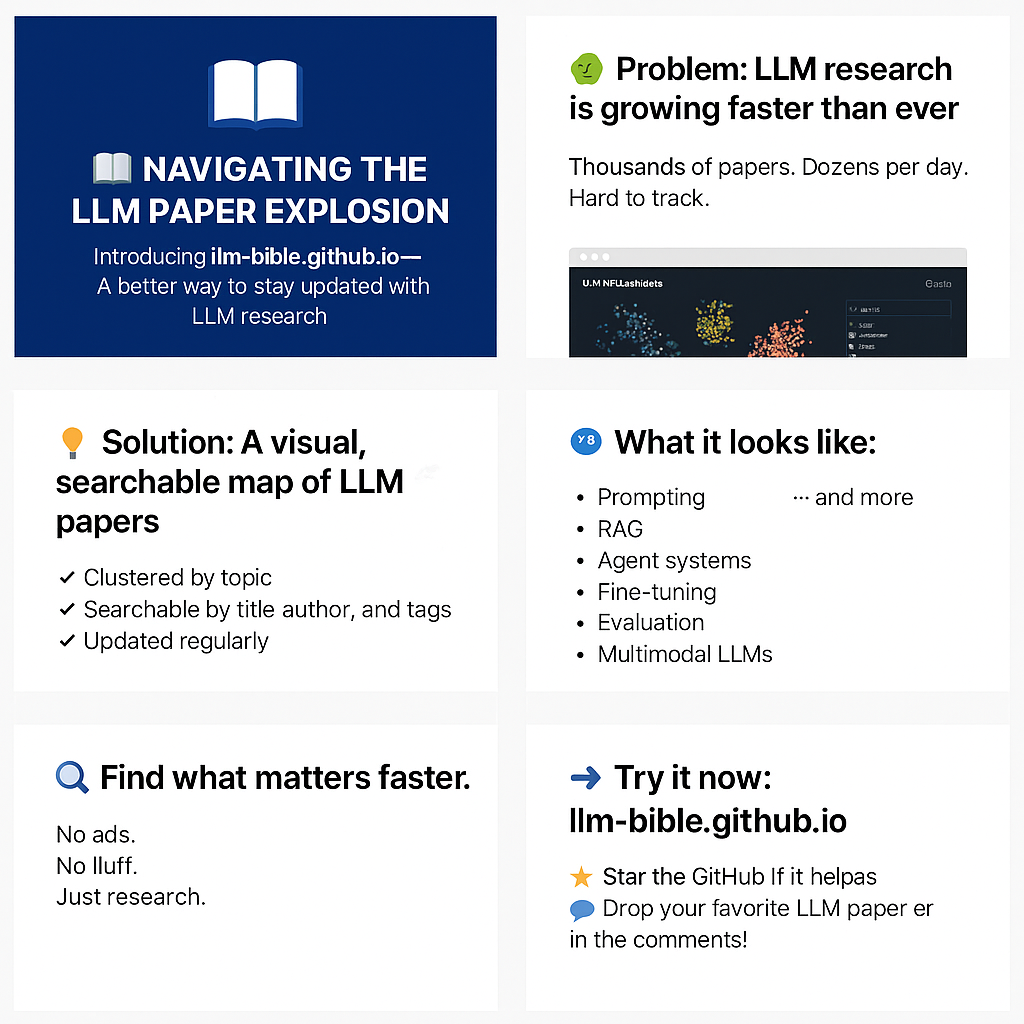 📖 NAVIGATING THE
LLM PAPER EXPLOSION
Introducing ilm-bible.github.io—
A better way to stay updated with
LLM research
Problem: LLM research
is growing faster than ever
Thousands of papers. Dozens per day.
Hard to track.
U.M NFULashidets
💡 Solution: A visual,
searchable map of LLM
papers
✓ Clustered by topic
✓ Searchable by title author, and tags
✓ Updated regularly
What it looks like:
• Prompting
··· and more
• RAG
• Agent systems
• Fine-tuning
• Evaluation
• Multimodal LLMs
🔍 Find what matters faster.
No ads.
No lluff.
Just research.
➔ Try it now:
llm-bible.github.io
⭐ Star the GitHub If it helpas
💬 Drop your favorite LLM paper er
in the comments!